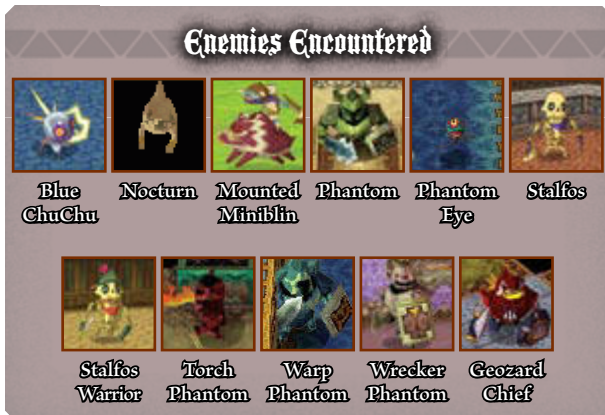 Enemies Encountered
Blue ChuChu
Nocturn
Mounted Miniblin
Phantom
Phantom Eye
Stalfos
Stalfos Warrior
Torch Phantom
Warp Phantom
Wrecker Phantom
Geozard Chief